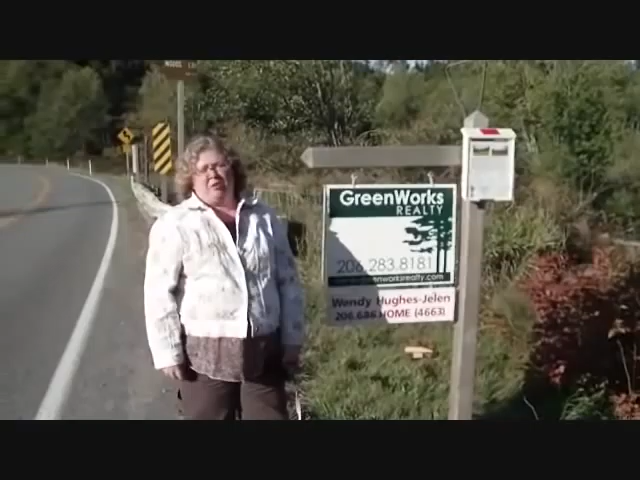 GreenWorks
REALTY
206.283.8181
greenworksrealty.com
Wendy Hughes-Jelen
206.686.HOME (4663)